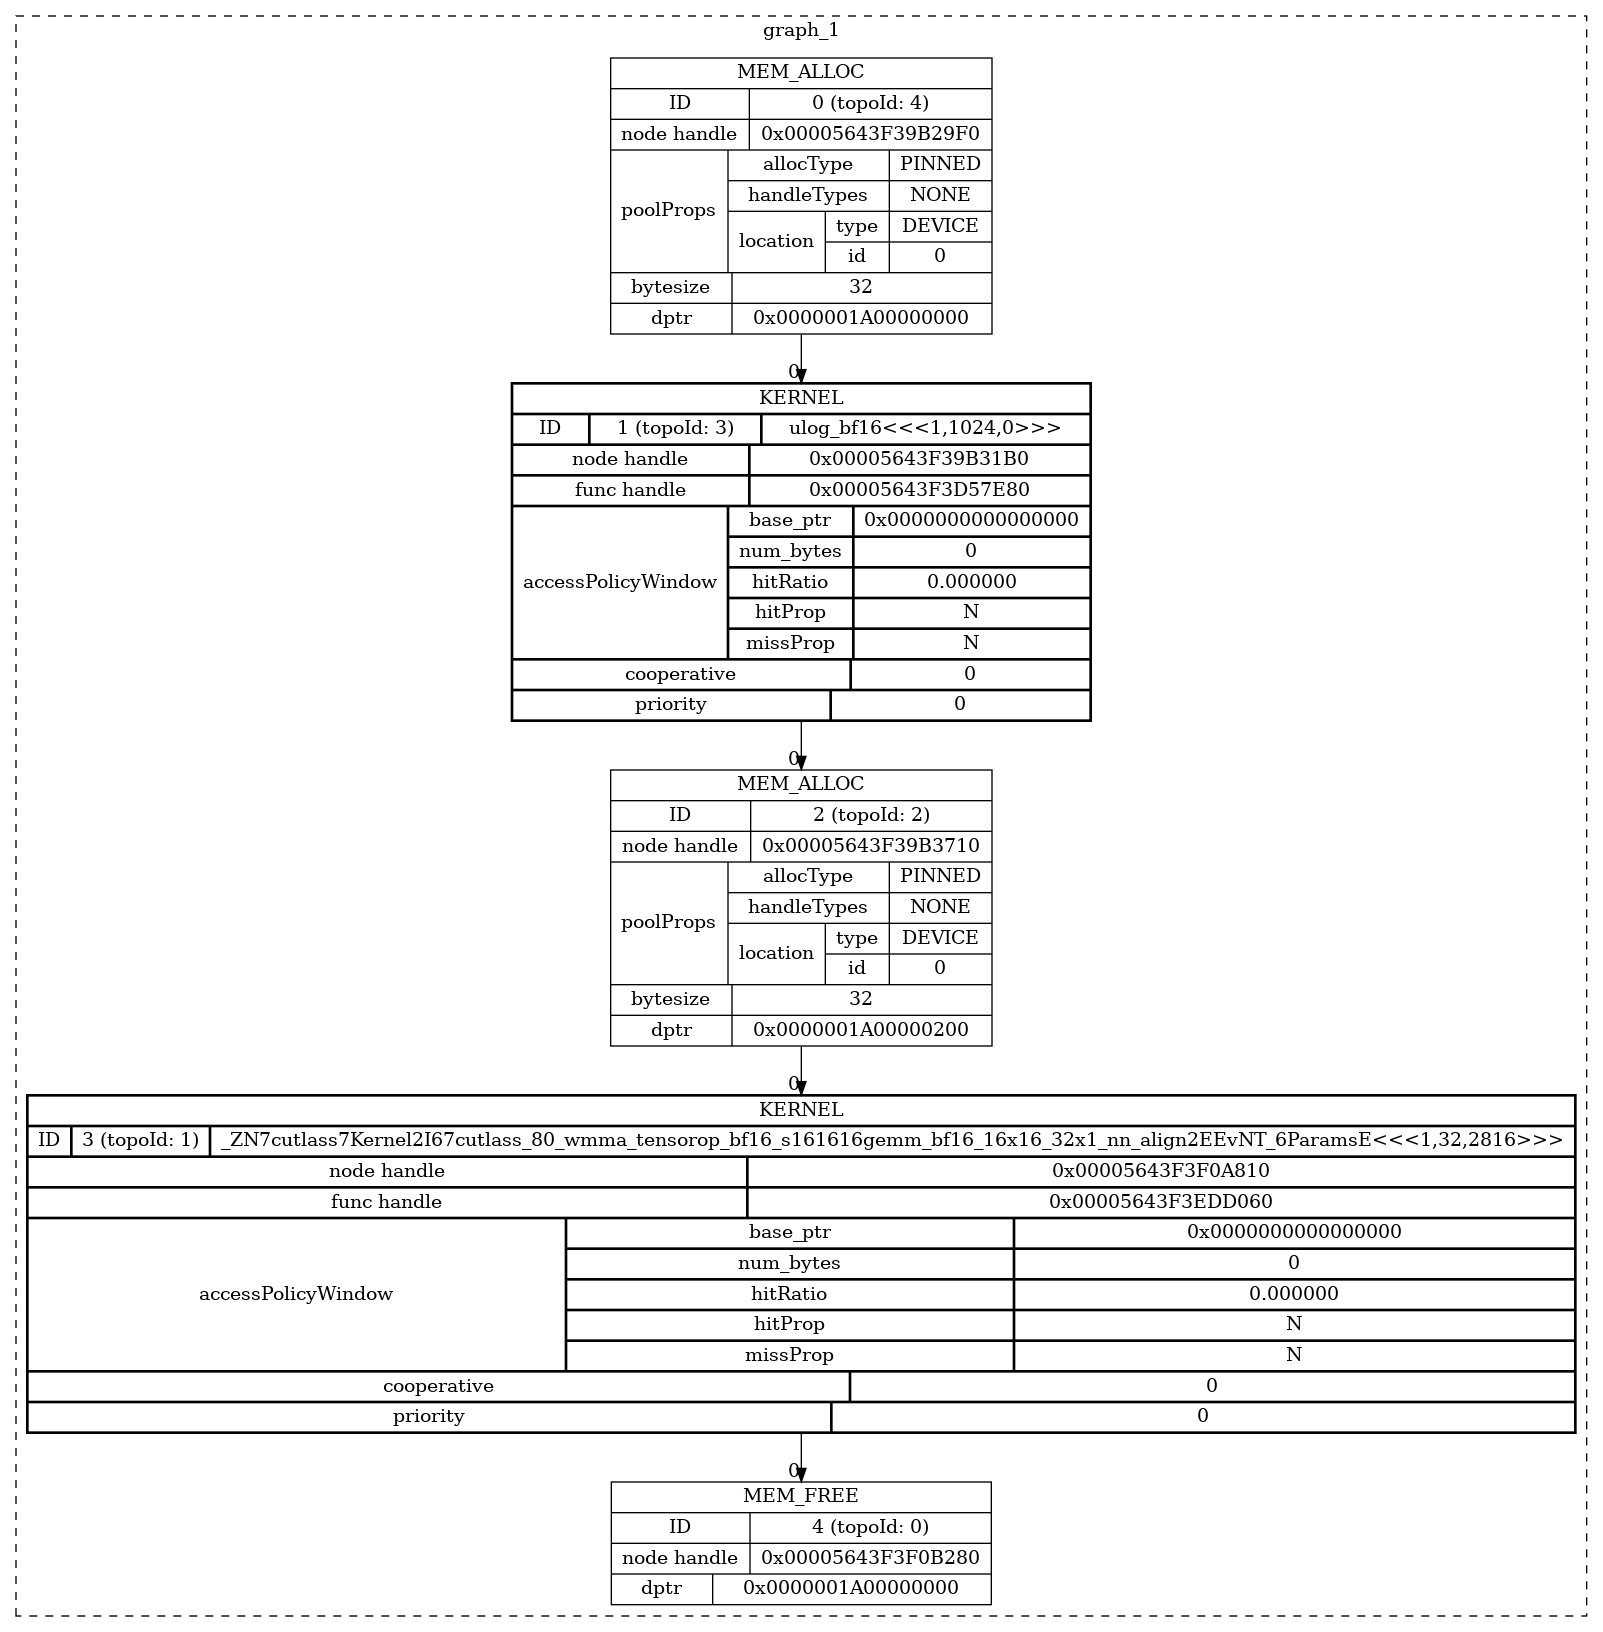 graph_1
MEM_ALLOC
ID 0 (topoId: 4)
node handle 0x00005643F39B29F0
poolProps
allocType PINNED
handleTypes NONE
location
type DEVICE
id 0
bytesize 32
dptr 0x0000001A00000000
0
KERNEL
ID 1 (topoId: 3) ulog_bf16<<<1,1024,0>>>
node handle 0x00005643F39B31B0
func handle 0x00005643F3D57E80
accessPolicyWindow
base_ptr 0x0000000000000000
num_bytes 0
hitRatio 0.000000
hitProp N
missProp N
cooperative 0
priority 0
0
MEM_ALLOC
ID 2 (topoId: 2)
node handle 0x00005643F39B3710
poolProps
allocType PINNED
handleTypes NONE
location
type DEVICE
id 0
bytesize 32
dptr 0x0000001A00000200
0
KERNEL
ID 3 (topoId: 1) _ZN7cutlass7Kernel2I67cutlass_80_wmma_tensorop_bf16_s161616gemm_bf16_16x16_32x1_nn_align2EEvNT_6ParamsE<<<1,32,2816>>>
node handle 0x00005643F3F0A810
func handle 0x00005643F3EDD060
accessPolicyWindow
base_ptr 0x0000000000000000
num_bytes 0
hitRatio 0.000000
hitProp N
missProp N
cooperative 0
priority 0
0
MEM_FREE
ID 4 (topoId: 0)
node handle 0x00005643F3F0B280
dptr 0x0000001A00000000